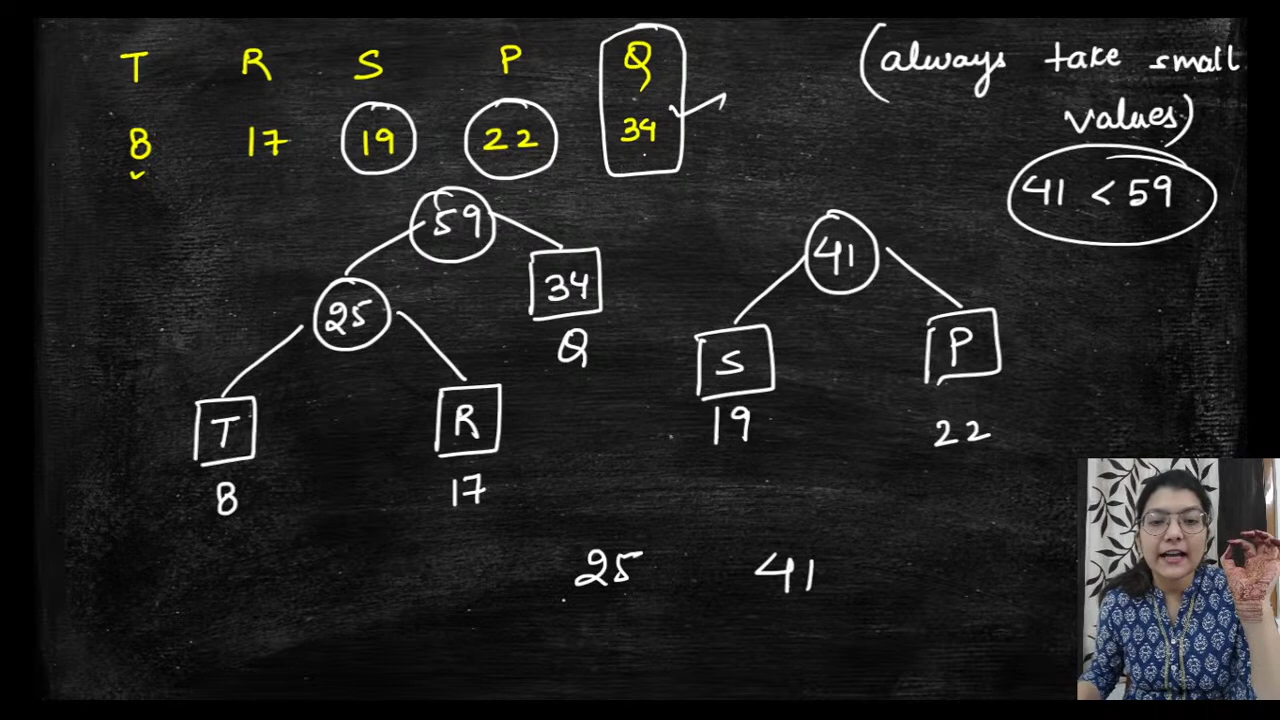 T R S P Q
8 17 19 22 34
(always take small
values)
41 < 59
59
41
25
34
Q
S
P
T
R
19
22
8
17
25 41